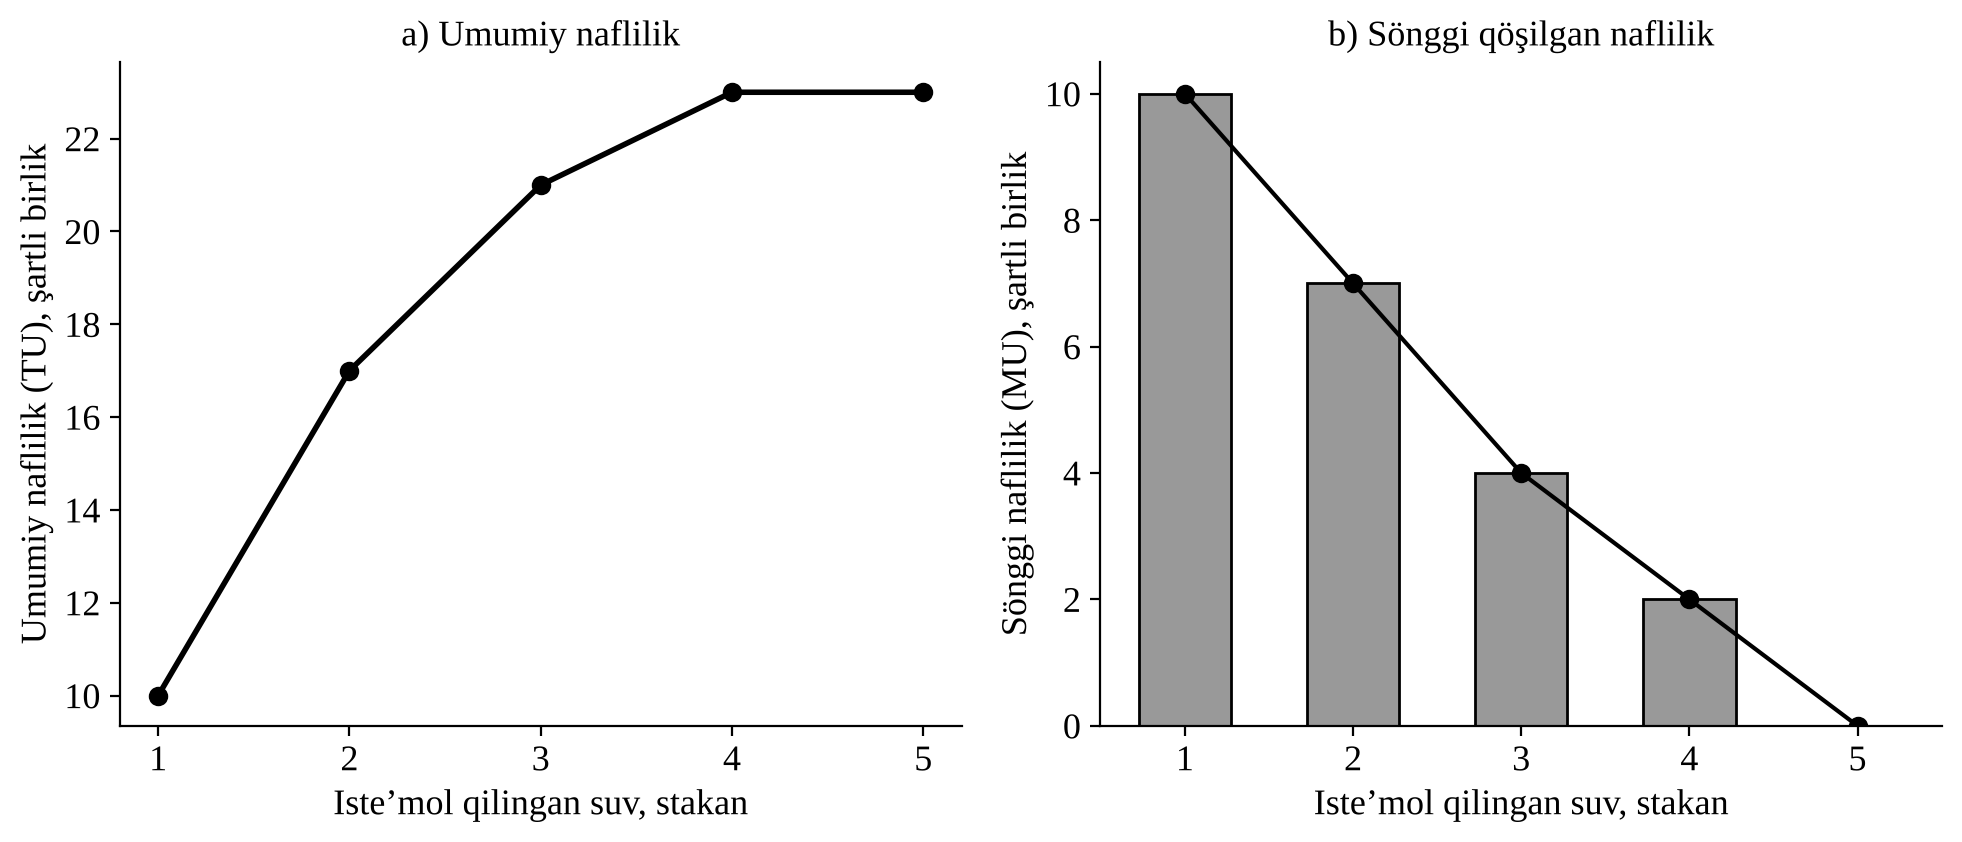 a) Umumiy naflilik
Umumiy naflilik (TU), şartli birlik
22
20
18
16
14
12
10
1 2 3 4 5
Iste’mol qilingan suv, stakan
b) Sönggi qöşilgan naflilik
Sönggi naflilik (MU), şartli birlik
10
8
6
4
2
0
1 2 3 4 5
Iste’mol qilingan suv, stakan